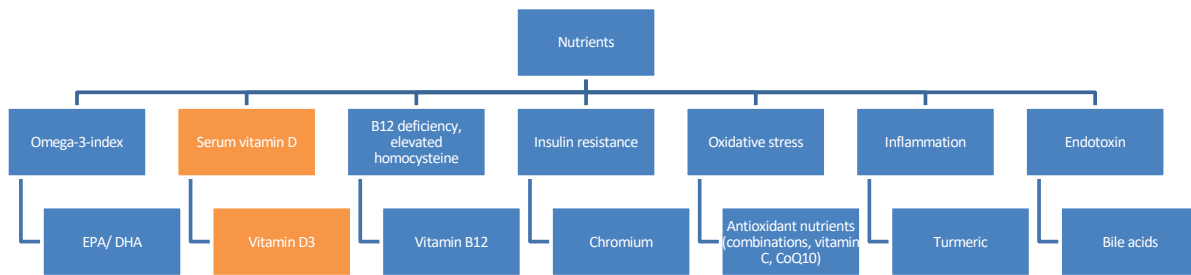 Nutrients
Omega-3-index
Serum vitamin D
B12 deficiency,
elevated
homocysteine
Insulin resistance
Oxidative stress
Inflammation
Endotoxin
EPA/ DHA
Vitamin D3
Vitamin B12
Chromium
Antioxidant nutrients
(combinations, vitamin
C, CoQ10)
Turmeric
Bile acids